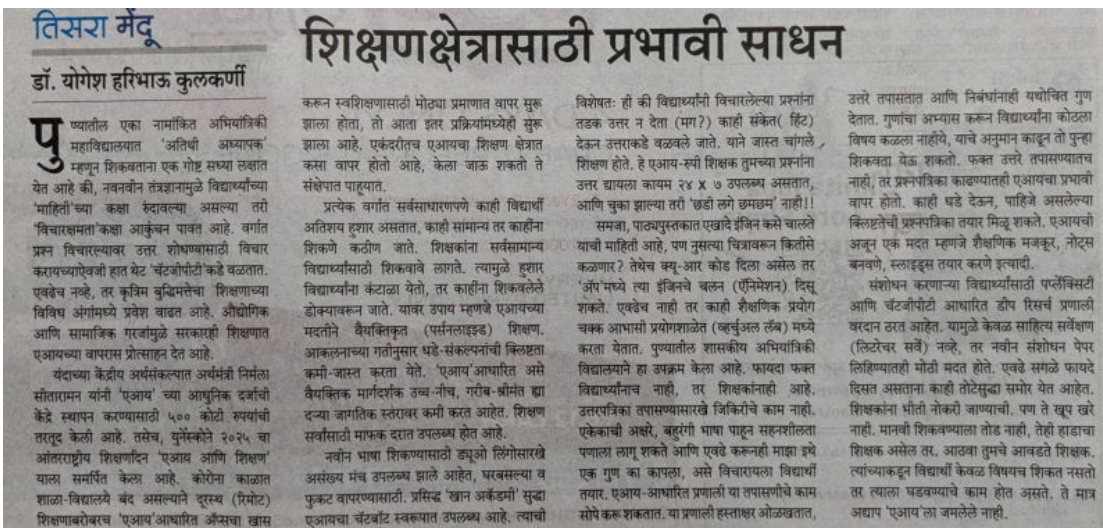 तिसरा मेंदू
डॉ. योगेश हरिभाऊ कुलकर्णी
शिक्षणक्षेत्रासाठी प्रभावी साधन
पुण्यातील एका नामांकित अभियांत्रिकी
महाविद्यालयात 'अतिथी अध्यापक'
म्हणून शिकवताना एक गोष्ट सध्या लक्षात
येत आहे की, नवनवीन तंत्रज्ञानामुळे विद्यार्थ्यांच्या
'माहिती'च्या कक्षा रुंदावल्या असल्या तरी
'विचारक्षमता'कक्षा आकुंचन पावत आहे. वर्गात
प्रश्न विचारल्यावर उत्तर शोधण्यासाठी विचार
करायच्याऐवजी हात थेट 'चॅटजीपीटी'कडे वळतात.
एवढेच नव्हे, तर कृत्रिम बुद्धिमत्तेचा शिक्षणाच्या
विविध अंगांमध्ये प्रवेश वाढत आहे. औद्योगिक
आणि सामाजिक गरजांमुळे सरकारही शिक्षणात
एआयच्या वापरास प्रोत्साहन देत आहे.
यंदाच्या केंद्रीय अर्थसंकल्पात अर्थमंत्री निर्मला
सीतारामन यांनी 'एआय' च्या आधुनिक दर्जाची
केंद्रे स्थापन करण्यासाठी ५०० कोटी रुपयांची
तरतूद केली आहे. तसेच, युनेस्कोने २०२५ चा
आंतरराष्ट्रीय शिक्षणदिन 'एआय आणि शिक्षण'
याला समर्पित केला आहे. कोरोना काळात
शाळा-विद्यालये बंद असल्याने दूरस्थ (रिमोट)
शिक्षणाबरोबरच 'एआय'आधारित ॲप्सचा खास
करून स्वशिक्षणासाठी मोठ्या प्रमाणात वापर सुरू
झाला होता, तो आता इतर प्रक्रियांमध्येही सुरू
झाला आहे. एकंदरीतच एआयचा शिक्षण क्षेत्रात
कसा वापर होतो आहे, केला जाऊ शकतो ते
संक्षेपात पाहूयात.
प्रत्येक वर्गात सर्वसाधारणपणे काही विद्यार्थी
अतिशय हुशार असतात, काही सामान्य तर काहींना
शिकणे कठीण जाते. शिक्षकांना सर्वसामान्य
विद्यार्थ्यांसाठी शिकवावे लागते. त्यामुळे हुशार
विद्यार्थ्यांना कंटाळा येतो, तर काहींना शिकवलेले
डोक्यावरून जाते. यावर उपाय म्हणजे एआयच्या
मदतीने वैयक्तिकृत (पर्सनलाइझ्ड) शिक्षण.
आकलनाच्या गतीनुसार धडे-संकल्पनांची क्लिष्टता
कमी-जास्त करता येते. 'एआय'आधारित असे
वैयक्तिक मार्गदर्शक उच्च-नीच, गरीब-श्रीमंत ह्या
दऱ्या जागतिक स्तरावर कमी करत आहेत. शिक्षण
सर्वांसाठी माफक दरात उपलब्ध होत आहे.
नवीन भाषा शिकण्यासाठी ड्युओ लिंगोसारखे
असंख्य मंच उपलब्ध झाले आहेत, घरबसल्या व
फुकट वापरण्यासाठी. प्रसिद्ध 'खान अकॅडमी' सुद्धा
एआयचा चॅटबॉट स्वरूपात उपलब्ध आहे. त्याची
विशेषतः ही की विद्यार्थ्यांनी विचारलेल्या प्रश्नांना
तडक उत्तर न देता (मग?) काही संकेत( हिंट)
देऊन उत्तराकडे वळवले जाते. याने जास्त चांगले
शिक्षण होते. हे एआय-रुपी शिक्षक तुमच्या प्रश्नांना
उत्तर द्यायला कायम २४ X ७ उपलब्ध असतात,
आणि चुका झाल्या तरी 'छडी लगे छमछम' नाही!!
समजा, पाठ्यपुस्तकात एखादे इंजिन कसे चालते
याची माहिती आहे, पण नुसत्या चित्रावरून कितीसे
कळणार? तेथेच क्यू-आर कोड दिला असेल तर
'ॲप'मध्ये त्या इंजिनचे चलन (ऍनिमेशन) दिसू
शकते. एवढेच नाही तर काही शैक्षणिक प्रयोग
चक्क आभासी प्रयोगशाळेत (व्हर्चुअल लॅब) मध्ये
करता येतात. पुण्यातील शासकीय अभियांत्रिकी
विद्यालयाने हा उपक्रम केला आहे. फायदा फक्त
विद्यार्थ्यांनाच नाही, तर शिक्षकांनाही आहे.
उत्तरपत्रिका तपासण्यासारखे जिकिरीचे काम नाही.
एकेकाची अक्षरे, बहुरंगी भाषा पाहून सहनशीलता
पणाला लागू शकते आणि एवढे करूनही माझा इथे
एक गुण का कापला, असे विचारायला विद्यार्थी
तयार. एआय-आधारित प्रणाली या तपासणीचे काम
सोपे करू शकतात. या प्रणाली हस्ताक्षर ओळखतात,
उत्तरे तपासतात आणि निबंधांनाही यथोचित गुण
देतात. गुणांचा अभ्यास करून विद्यार्थ्यांना कोठला
विषय कळला नाहीये, याचे अनुमान काढून तो पुन्हा
शिकवता येऊ शकतो. फक्त उत्तरे तपासण्यातच
नाही, तर प्रश्नपत्रिका काढण्यातही एआयचा प्रभावी
वापर होतो. काही धडे देऊन, पाहिजे असलेल्या
क्लिष्टतेची प्रश्नपत्रिका तयार मिळू शकते. एआयची
अजून एक मदत म्हणजे शैक्षणिक मजकूर, नोट्स
बनवणे, स्लाइड्स तयार करणे इत्यादी.
संशोधन करणाऱ्या विद्यार्थ्यांसाठी पर्प्लेक्सिटी
आणि चॅटजीपीटी आधारित डीप रिसर्च प्रणाली
वरदान ठरत आहेत. यामुळे केवळ साहित्य सर्वेक्षण
(लिटरेचर सर्वे) नव्हे, तर नवीन संशोधन पेपर
लिहिण्यातही मोठी मदत होते. एवढे सगळे फायदे
दिसत असताना काही तोटेसुद्धा समोर येत आहेत.
शिक्षकांना भीती नोकरी जाण्याची. पण ते खूप खरे
नाही. मानवी शिकवण्याला तोड नाही, तेही हाडाचा
शिक्षक असेल तर. आठवा तुमचे आवडते शिक्षक.
त्यांच्याकडून विद्यार्थी केवळ विषयच शिकत नसतो
तर त्याला घडवण्याचे काम होत असते. ते मात्र
अद्याप 'एआय'ला जमलेले नाही.